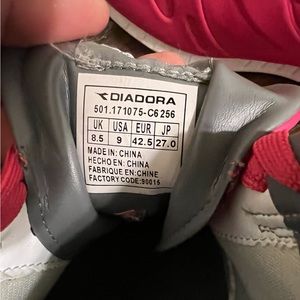 DIADORA
501.171075-C6256
UK USA EUR JP
8.5 9 42.5 27.0
MADE IN: CHINA
HECHO EN: CHINA
FABRIQUE EN: CHINE
FACTORY CODE: 90015